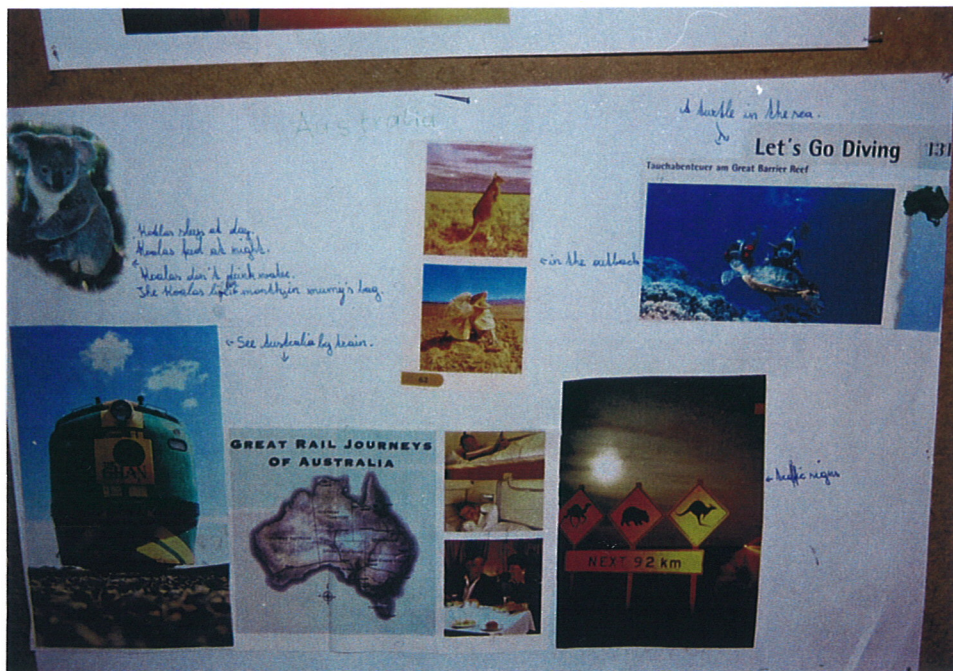 Australia
A turtle in the sea.
Let's Go Diving
131
Tauchabenteuer am Great Barrier Reef
Koalas sleep at day.
Koalas feed at night.
Koalas don't drink water.
The Koalas month in mumy's bag.
← in the outback
63
← See Australia by train.
GREAT RAIL JOURNEYS
OF AUSTRALIA
← traffic signs
NEXT 92 km